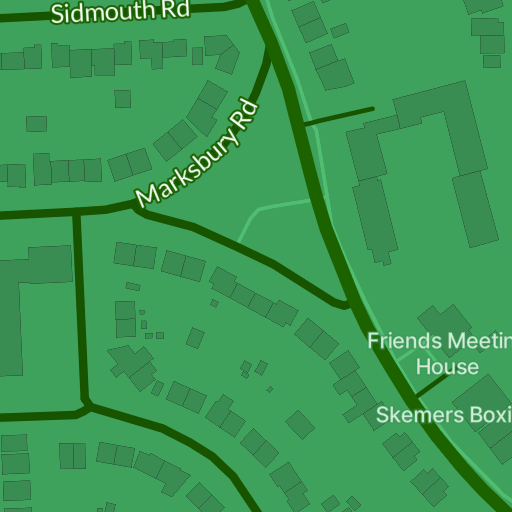 Sidmouth Rd
Marksbury Rd
Friends Meetin
House
Skemers Boxi